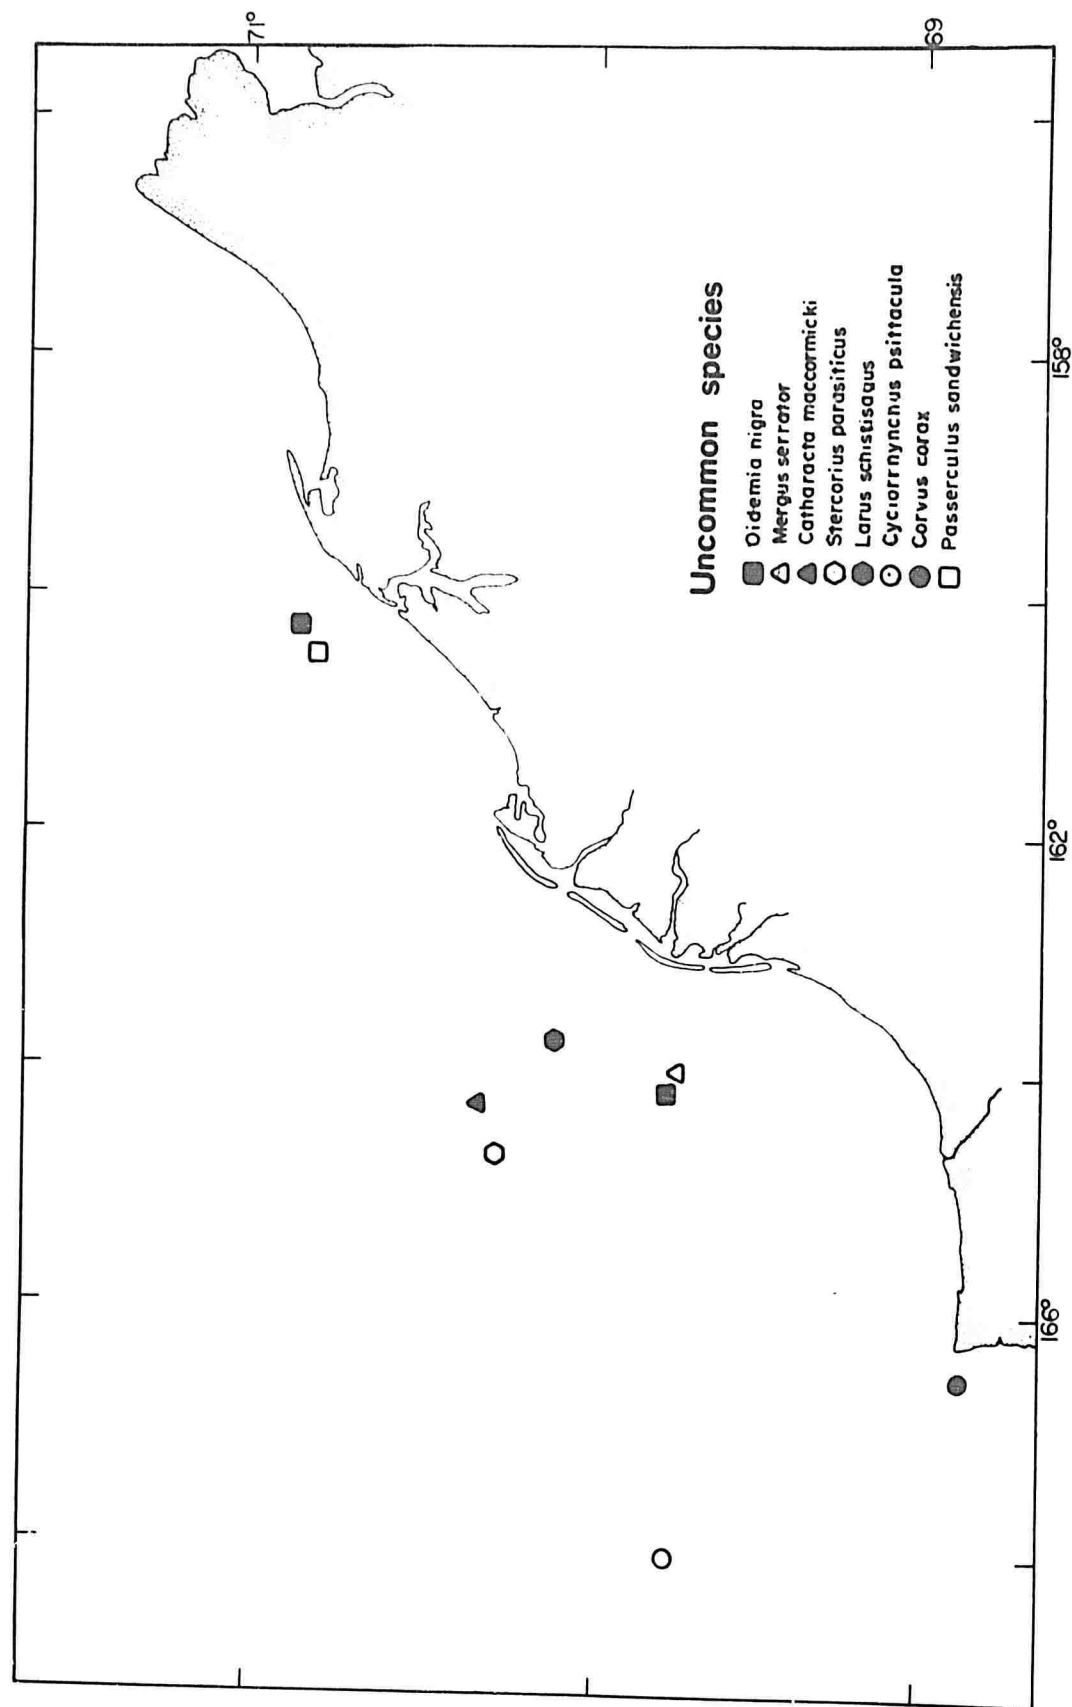 71°
69
158°
162°
166°
Uncommon species
Oidemia nigra
Mergus serrator
Catharacta maccormicki
Stercorius parasiticus
Larus schistisagus
Cyclorrnynchus psittacula
Corvus corax
Passerculus sandwichensis